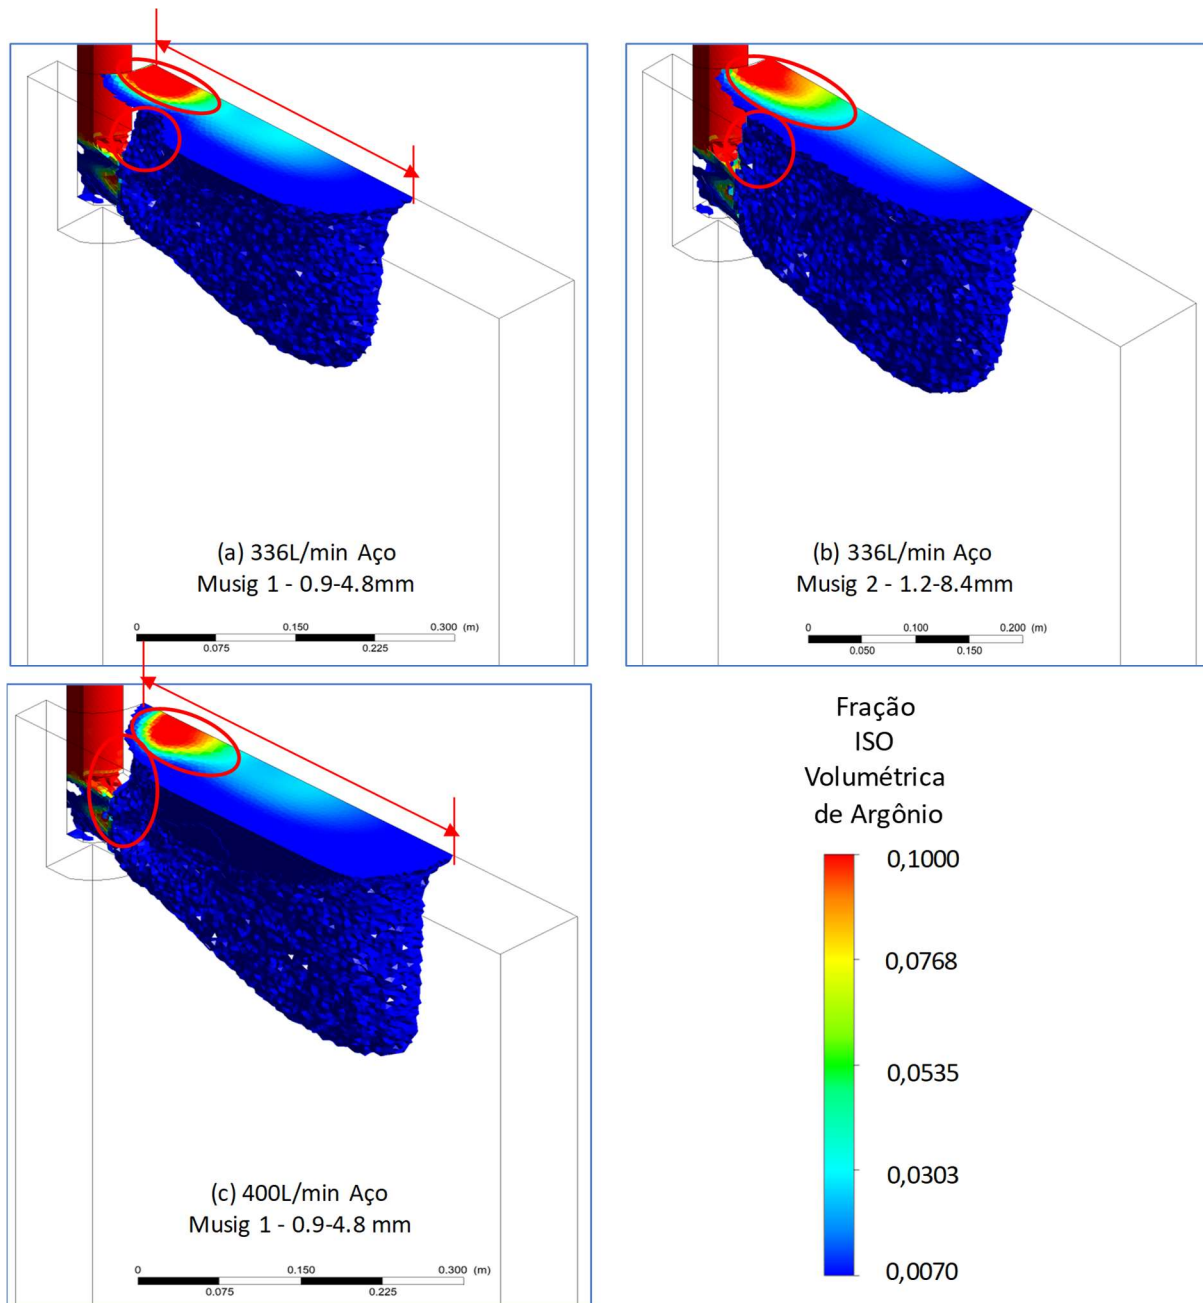 (a) 336L/min Aço
Musig 1 - 0.9-4.8mm
0 0.150 0.300 (m)
0.075 0.225
(b) 336L/min Aço
Musig 2 - 1.2-8.4mm
0 0.100 0.200 (m)
0.050 0.150
(c) 400L/min Aço
Musig 1 - 0.9-4.8 mm
0 0.150 0.300 (m)
0.075 0.225
Fração
ISO
Volumétrica
de Argônio
0,1000
0,0768
0,0535
0,0303
0,0070